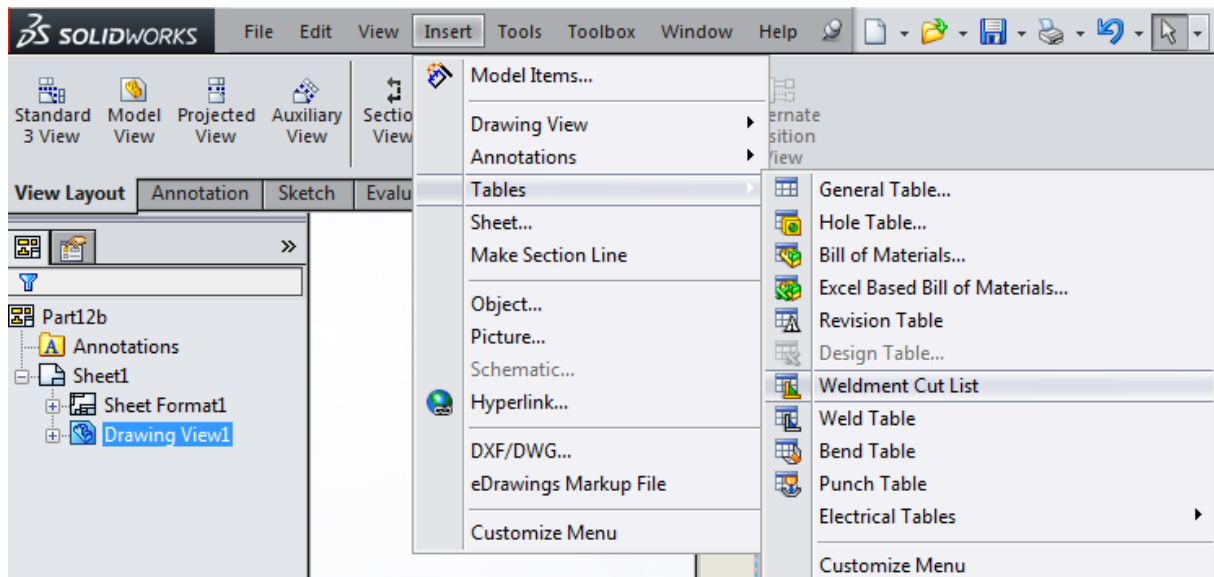 SOLIDWORKS File Edit View Insert Tools Toolbox Window Help
Standard 3 View
Model View
Projected View
Auxiliary View
Sectio View
ernate sition View
View Layout Annotation Sketch Evalu
Part12b
Annotations
Sheet1
Sheet Format1
Drawing View1
Model Items...
Drawing View
Annotations
Tables
Sheet...
Make Section Line
Object...
Picture...
Schematic...
Hyperlink...
DXF/DWG...
eDrawings Markup File
Customize Menu
General Table...
Hole Table...
Bill of Materials...
Excel Based Bill of Materials...
Revision Table
Design Table...
Weldment Cut List
Weld Table
Bend Table
Punch Table
Electrical Tables
Customize Menu